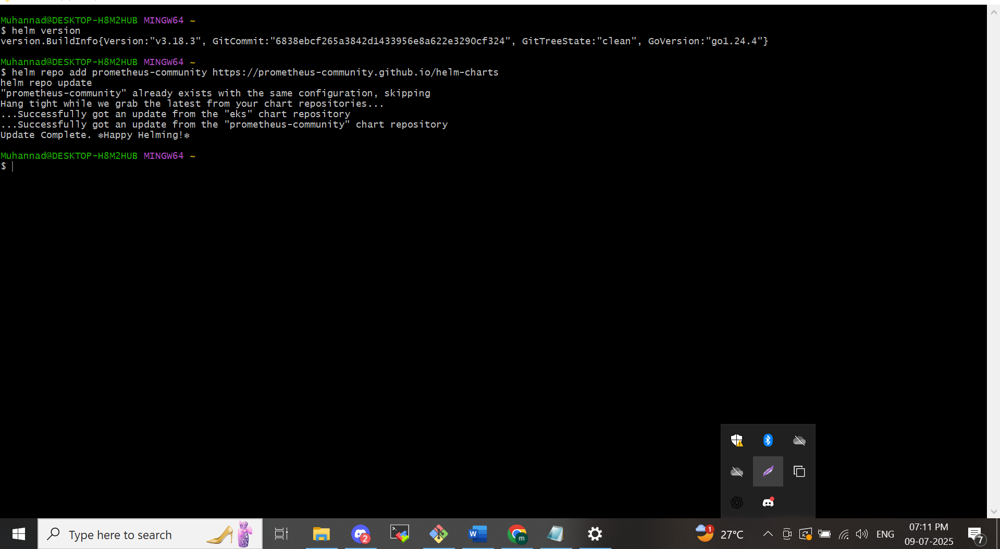 Muhannad@DESKTOP-H8M2HUB MINGW64 ~
$ helm version
version.BuildInfo{Version:"v3.18.3", GitCommit:"6838ebcf265a3842d1433956e8a622e3290cf324", GitTreeState:"clean", GoVersion:"go1.24.4"}
Muhannad@DESKTOP-H8M2HUB MINGW64 ~
$ helm repo add prometheus-community https://prometheus-community.github.io/helm-charts
helm repo update
"prometheus-community" already exists with the same configuration, skipping
Hang tight while we grab the latest from your chart repositories...
...Successfully got an update from the "eks" chart repository
...Successfully got an update from the "prometheus-community" chart repository
Update Complete. ⎈Happy Helming!⎈
Muhannad@DESKTOP-H8M2HUB MINGW64 ~
$
Type here to search
2
W
m
1
27°C
ENG
07:11 PM
09-07-2025
7